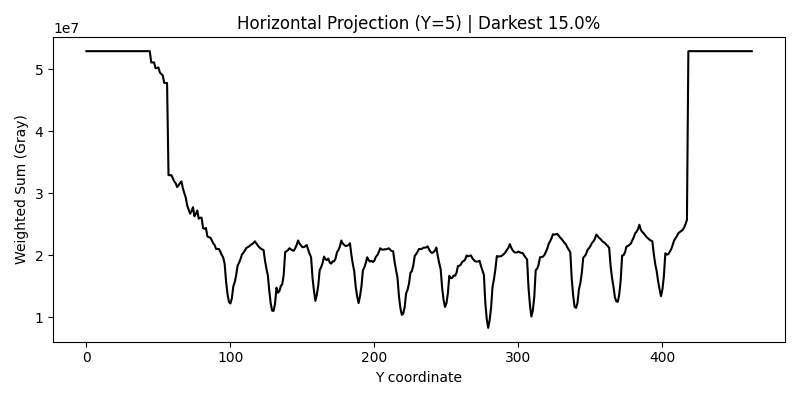 Horizontal Projection (Y=5) | Darkest 15.0%
1e7
5
4
3
2
1
Weighted Sum (Gray)
0 100 200 300 400
Y coordinate